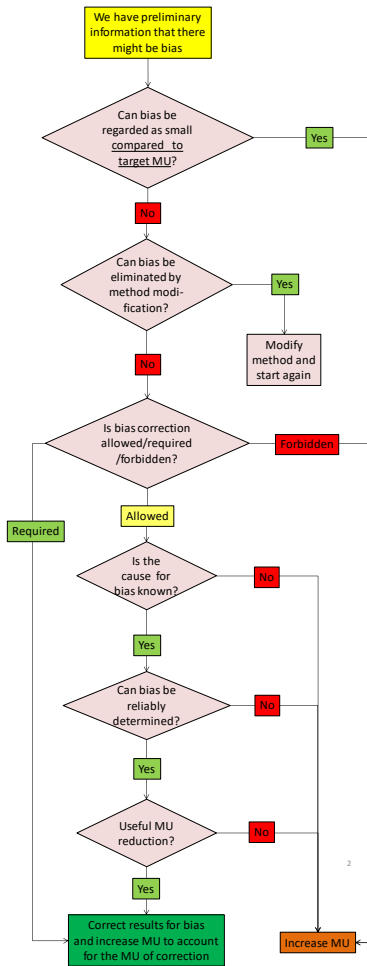 We have preliminary
information that there
might be bias
Can bias be
regarded as small
compared to
target MU?
Yes
No
Can bias be
eliminated by
method modi-
fication?
Yes
Modify
method and
start again
No
Is bias correction
allowed/required
/forbidden?
Forbidden
Allowed
Required
Is the
cause for
bias known?
No
Yes
Can bias be
reliably
determined?
No
Yes
Useful MU
reduction?
No
2
Yes
Correct results for bias
and increase MU to account
for the MU of correction
Increase MU